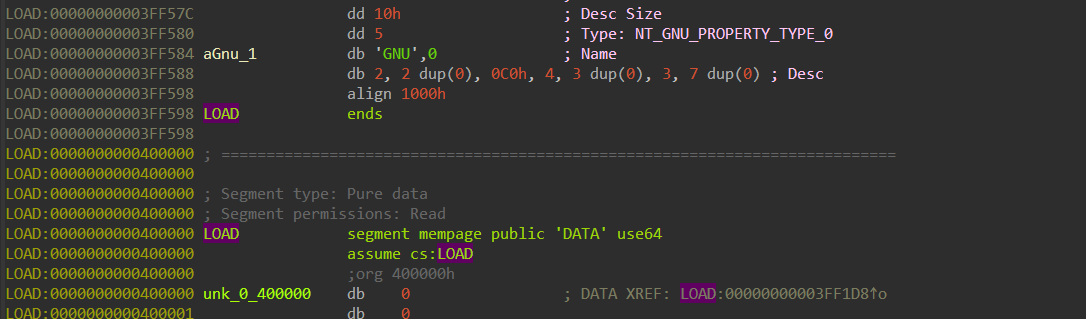 LOAD:00000000003FF57C dd 10h ; Desc Size
LOAD:00000000003FF580 dd 5 ; Type: NT_GNU_PROPERTY_TYPE_0
LOAD:00000000003FF584 aGnu_1 db 'GNU',0 ; Name
LOAD:00000000003FF588 db 2, 2 dup(0), 0C0h, 4, 3 dup(0), 3, 7 dup(0) ; Desc
LOAD:00000000003FF598 align 1000h
LOAD:00000000003FF598 LOAD ends
LOAD:00000000003FF598
LOAD:0000000000400000 ; ===========================================================================
LOAD:0000000000400000
LOAD:0000000000400000 ; Segment type: Pure data
LOAD:0000000000400000 ; Segment permissions: Read
LOAD:0000000000400000 LOAD segment mempage public 'DATA' use64
LOAD:0000000000400000 assume cs:LOAD
LOAD:0000000000400000 ;org 400000h
LOAD:0000000000400000 unk_0_400000 db 0 ; DATA XREF: LOAD:00000000003FF1D8↑o
LOAD:0000000000400001 db 0